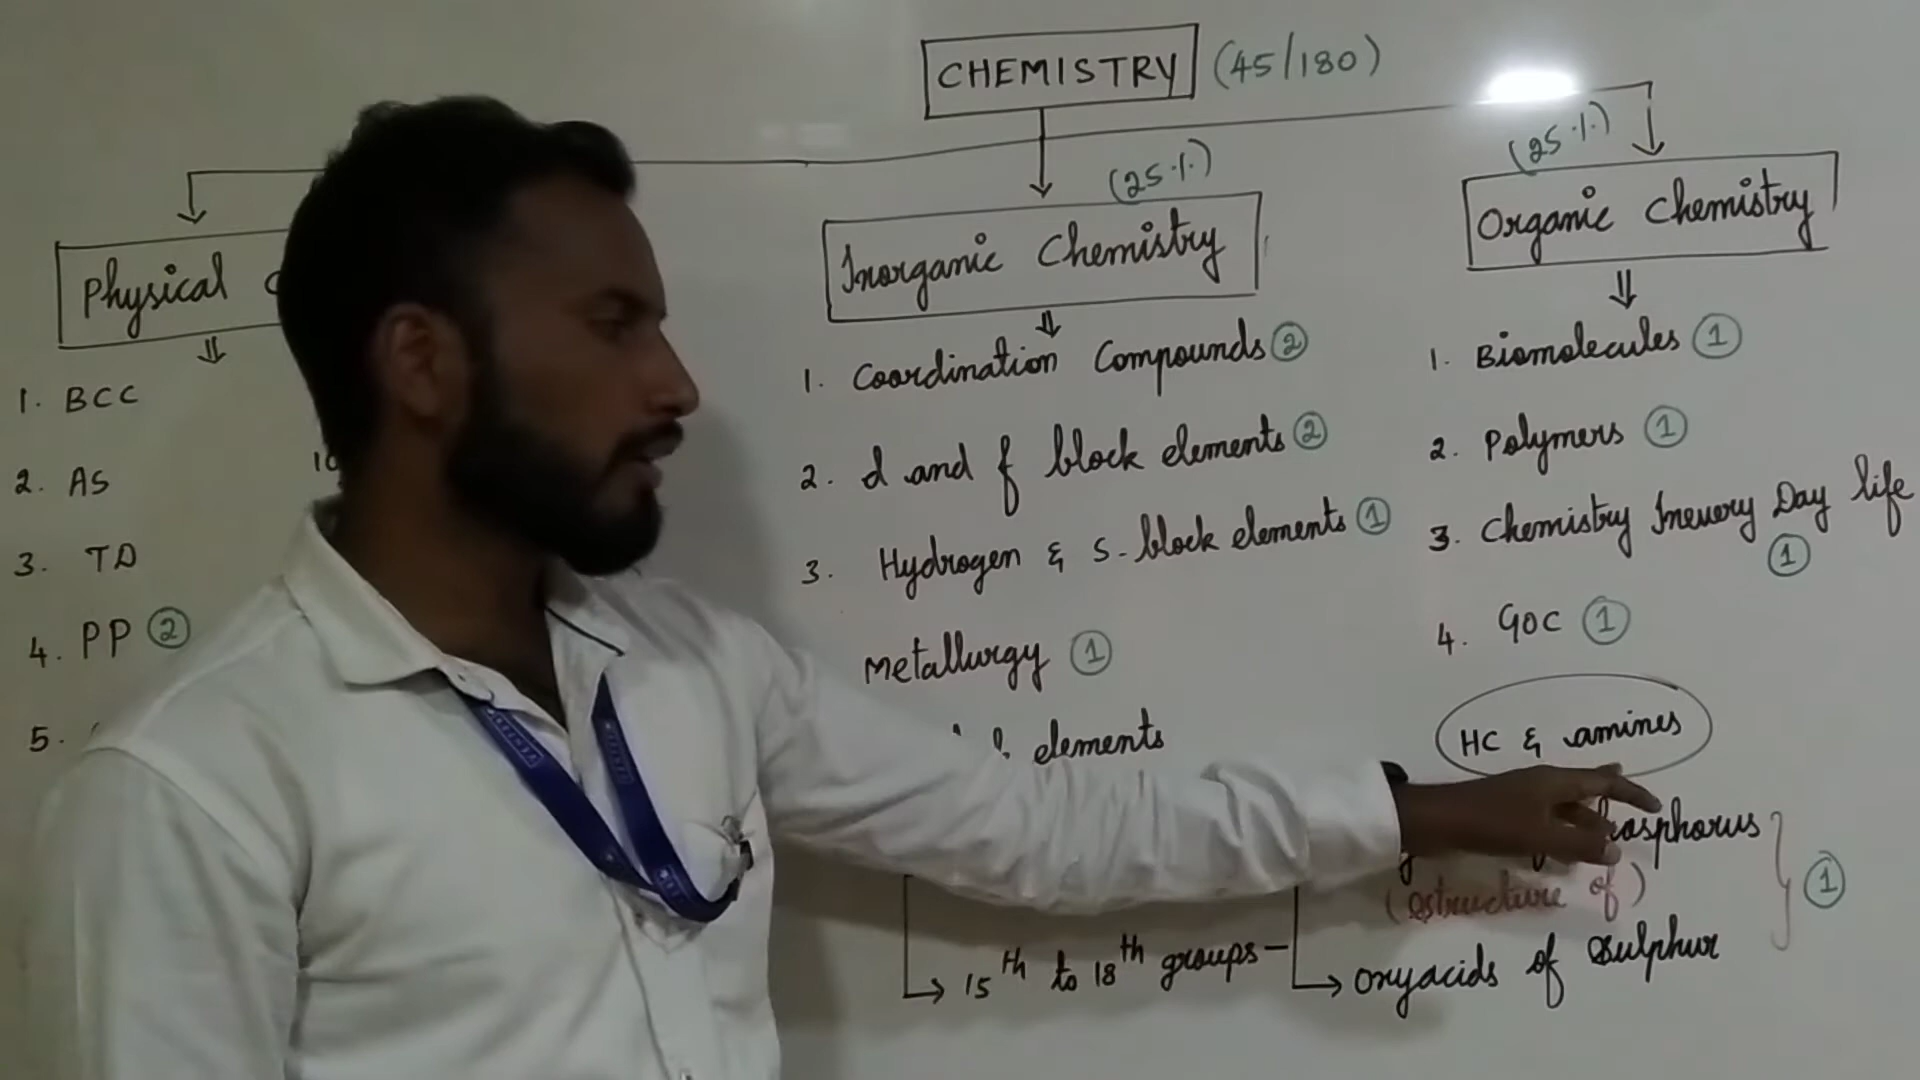 CHEMISTRY (45/180)
Physical
1. BCC
2. AS
3. TD
4. PP ②
5.
10
(25%)
Inorganic Chemistry
1. Coordination Compounds ②
2. d and f block elements ②
3. Hydrogen & s-block elements ①
Metallurgy ①
elements
15th to 18th groups
(25%)
Organic Chemistry
1. Biomolecules ①
2. Polymers ①
3. Chemistry Inevery Day life ①
4. GOC ①
HC & amines
(structure of)
oxyacids of Sulphur
①